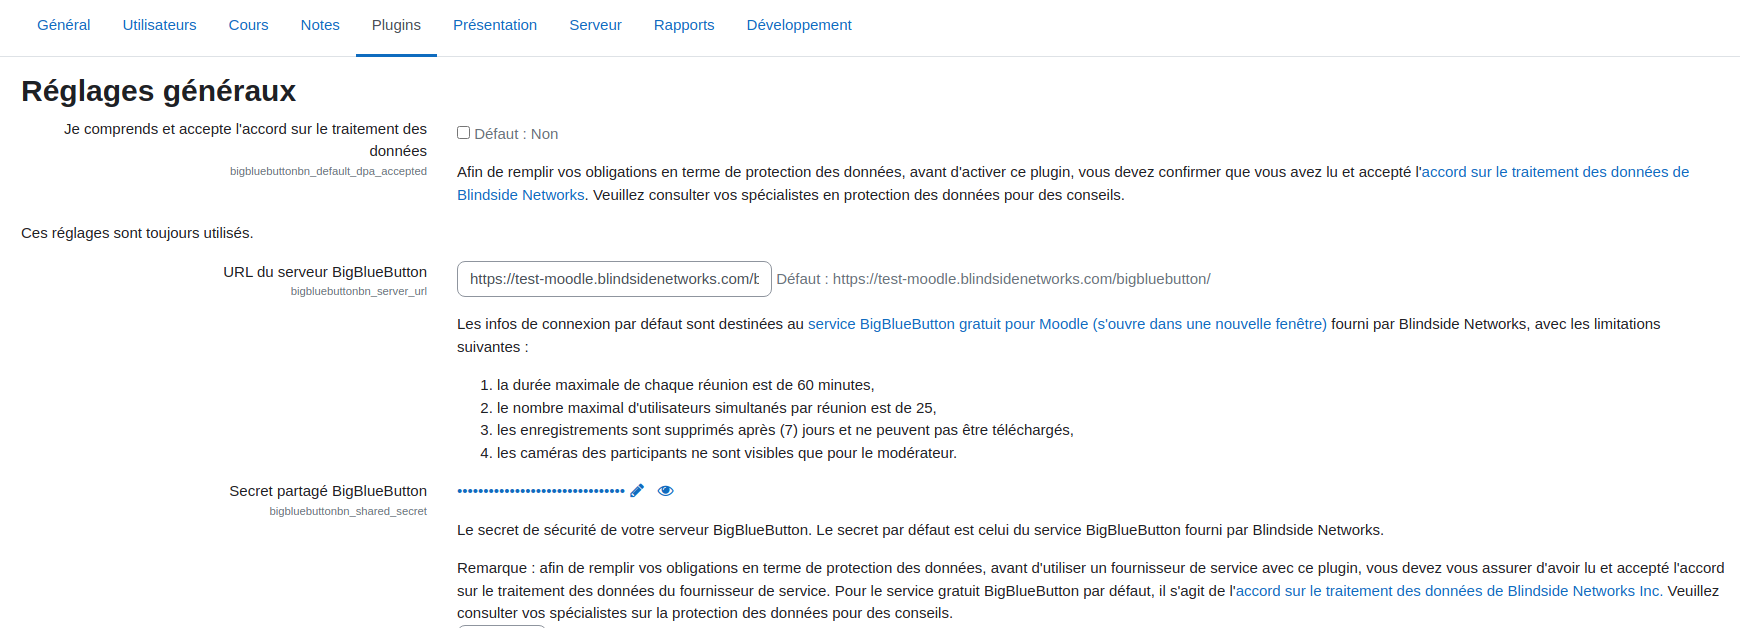 Général Utilisateurs Cours Notes Plugins Présentation Serveur Rapports Développement
Réglages généraux
Je comprends et accepte l'accord sur le traitement des
données
bigbluebuttonbn_default_dpa_accepted
Défaut : Non
Afin de remplir vos obligations en terme de protection des données, avant d'activer ce plugin, vous devez confirmer que vous avez lu et accepté l'accord sur le traitement des données de
Blindside Networks. Veuillez consulter vos spécialistes en protection des données pour des conseils.
Ces réglages sont toujours utilisés.
URL du serveur BigBlueButton
bigbluebuttonbn_server_url
https://test-moodle.blindsidenetworks.com/b Défaut : https://test-moodle.blindsidenetworks.com/bigbluebutton/
Les infos de connexion par défaut sont destinées au service BigBlueButton gratuit pour Moodle (s'ouvre dans une nouvelle fenêtre) fourni par Blindside Networks, avec les limitations
suivantes :
1. la durée maximale de chaque réunion est de 60 minutes,
2. le nombre maximal d'utilisateurs simultanés par réunion est de 25,
3. les enregistrements sont supprimés après (7) jours et ne peuvent pas être téléchargés,
4. les caméras des participants ne sont visibles que pour le modérateur.
Secret partagé BigBlueButton
bigbluebuttonbn_shared_secret
Le secret de sécurité de votre serveur BigBlueButton. Le secret par défaut est celui du service BigBlueButton fourni par Blindside Networks.
Remarque : afin de remplir vos obligations en terme de protection des données, avant d'utiliser un fournisseur de service avec ce plugin, vous devez vous assurer d'avoir lu et accepté l'accord
sur le traitement des données du fournisseur de service. Pour le service gratuit BigBlueButton par défaut, il s'agit de l'accord sur le traitement des données de Blindside Networks Inc. Veuillez
consulter vos spécialistes sur la protection des données pour des conseils.